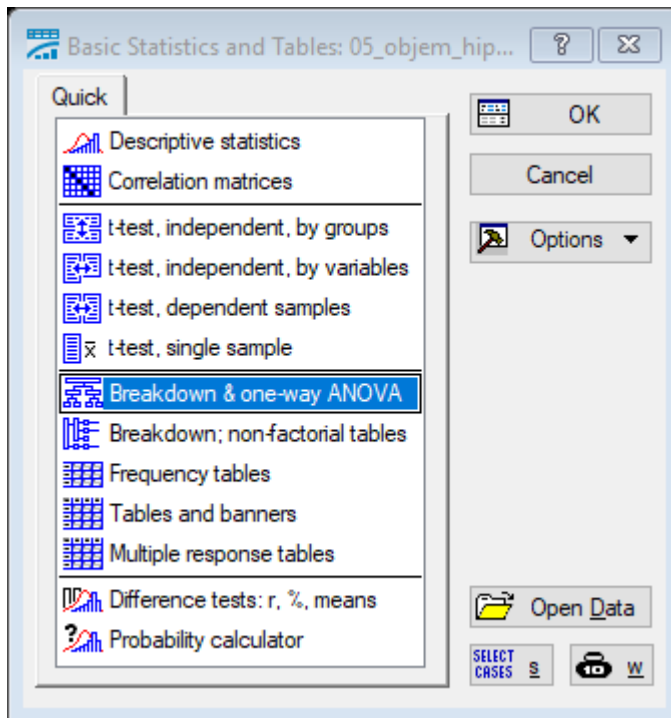 Basic Statistics and Tables: 05_objem_hip...
Quick
Descriptive statistics
Correlation matrices
t-test, independent, by groups
t-test, independent, by variables
t-test, dependent samples
x t-test, single sample
Breakdown & one-way ANOVA
Breakdown; non-factorial tables
Frequency tables
Tables and banners
Multiple response tables
Difference tests: r, %, means
? Probability calculator
OK
Cancel
Options
Open Data
SELECT
CASES S
10 W